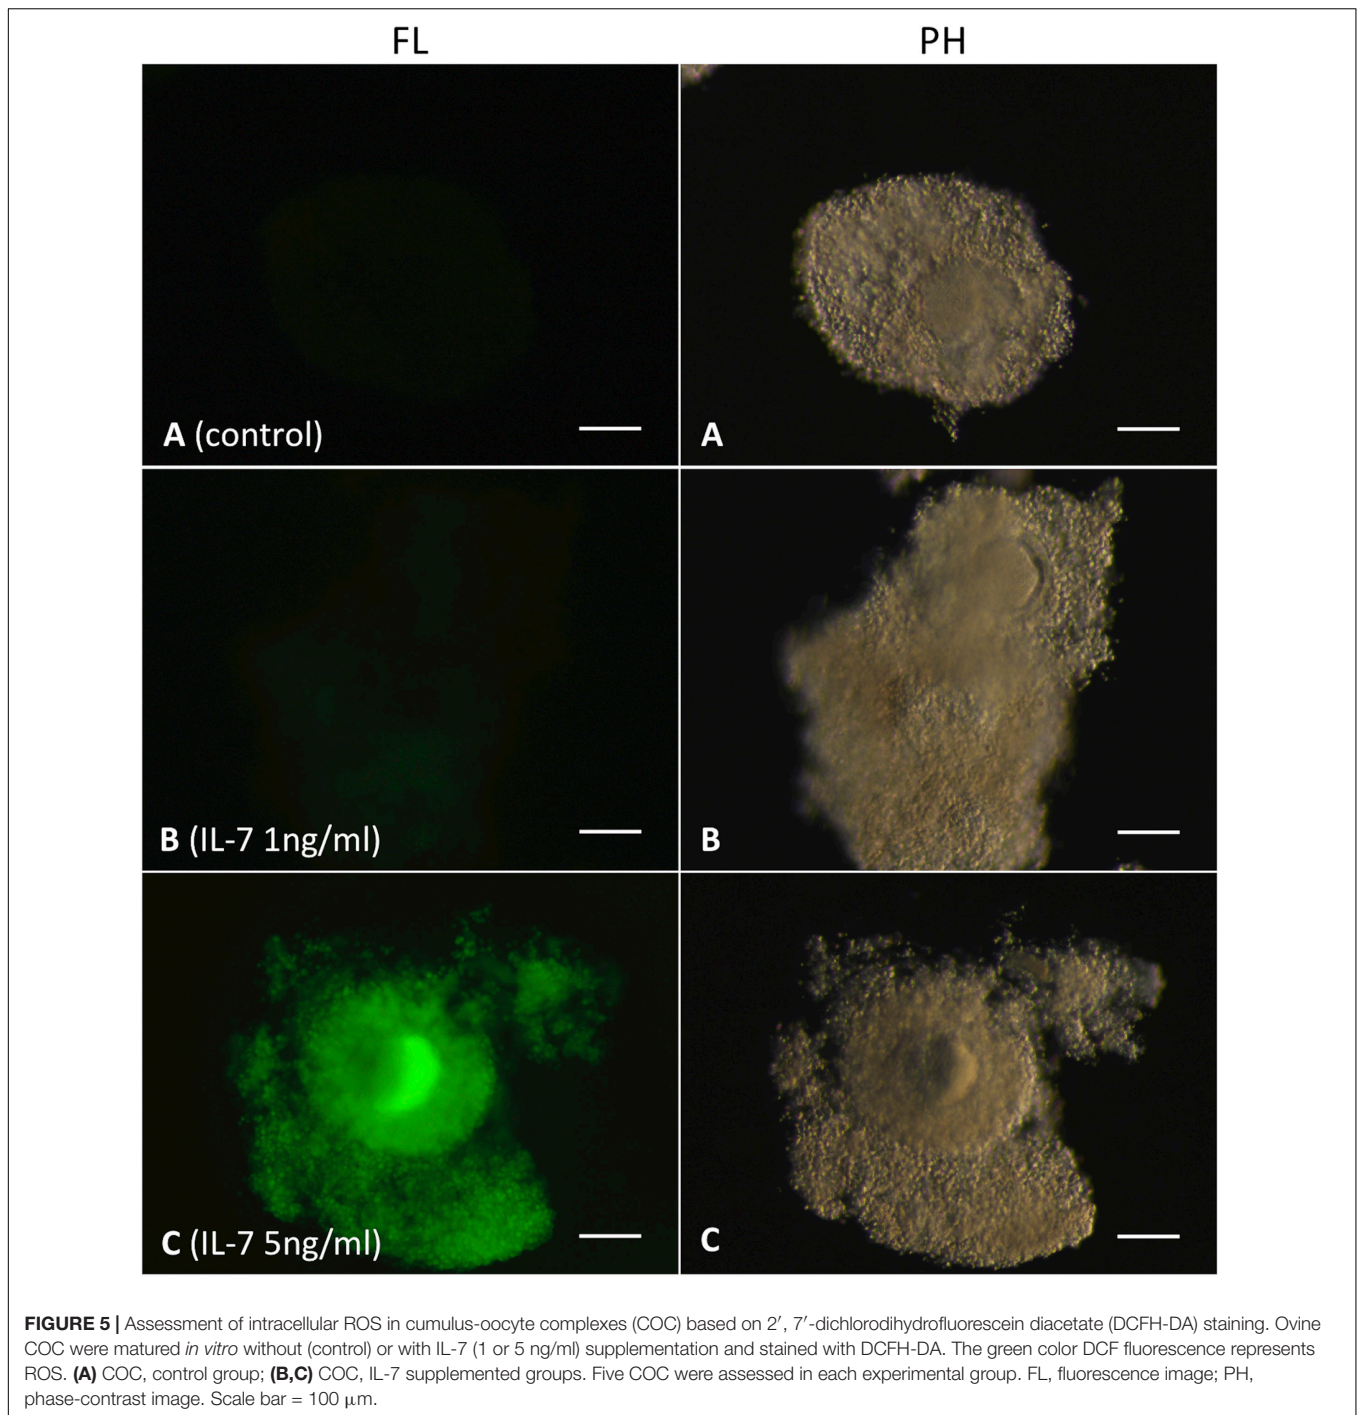 FL
PH
A (control)
A
B (IL-7 1ng/ml)
B
C (IL-7 5ng/ml)
C
FIGURE 5 | Assessment of intracellular ROS in cumulus-oocyte complexes (COC) based on 2′, 7′-dichlorodihydrofluorescein diacetate (DCFH-DA) staining. Ovine
COC were matured in vitro without (control) or with IL-7 (1 or 5 ng/ml) supplementation and stained with DCFH-DA. The green color DCF fluorescence represents
ROS. (A) COC, control group; (B,C) COC, IL-7 supplemented groups. Five COC were assessed in each experimental group. FL, fluorescence image; PH,
phase-contrast image. Scale bar = 100 μm.